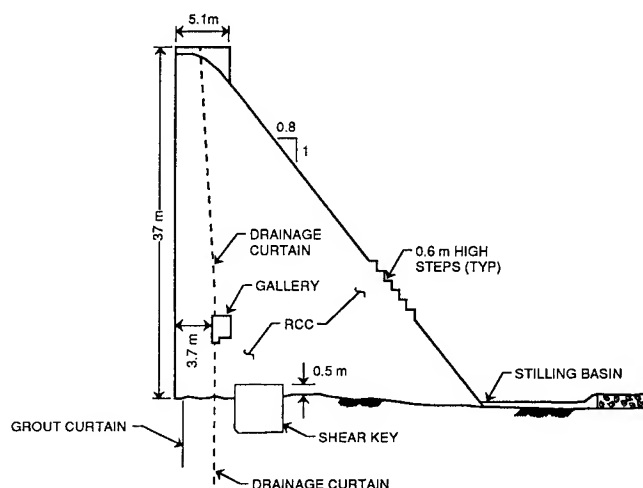 5.1m
0.8
1
37 m
DRAINAGE
CURTAIN
0.6 m HIGH
STEPS (TYP)
GALLERY
RCC
3.7 m
0.5 m
STILLING BASIN
GROUT CURTAIN
SHEAR KEY
DRAINAGE CURTAIN